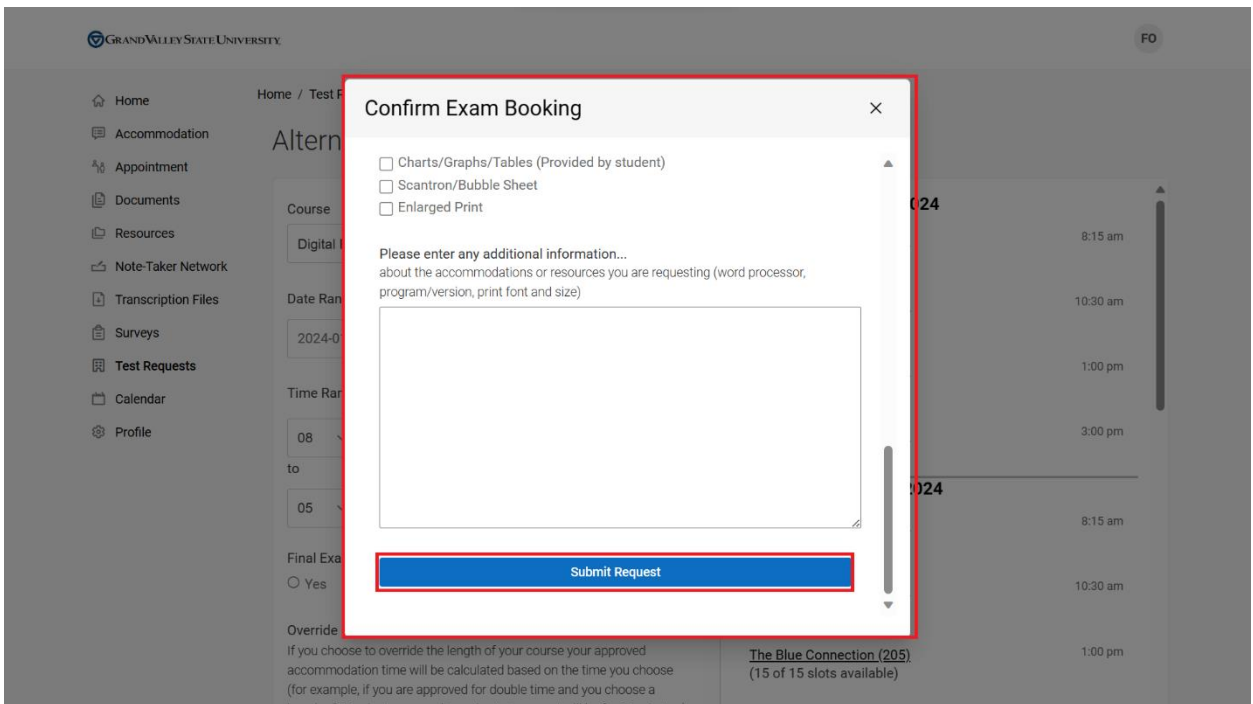 GRAND VALLEY STATE UNIVERSITY
FO
Home
Accommodation
Appointment
Documents
Resources
Note-Taker Network
Transcription Files
Surveys
Test Requests
Calendar
Profile
Home / Test
Altern
Course
Digital
Date Ran
2024-0
Time Ran
08
to
05
Final Exa
Yes
Override
If you choose to override the length of your course your approved
accommodation time will be calculated based on the time you choose
(for example, if you are approved for double time and you choose a
Confirm Exam Booking
Charts/Graphs/Tables (Provided by student)
Scantron/Bubble Sheet
Enlarged Print
Please enter any additional information...
about the accommodations or resources you are requesting (word processor,
program/version, print font and size)
Submit Request
024
8:15 am
10:30 am
1:00 pm
3:00 pm
2024
8:15 am
10:30 am
The Blue Connection (205)
1:00 pm
(15 of 15 slots available)